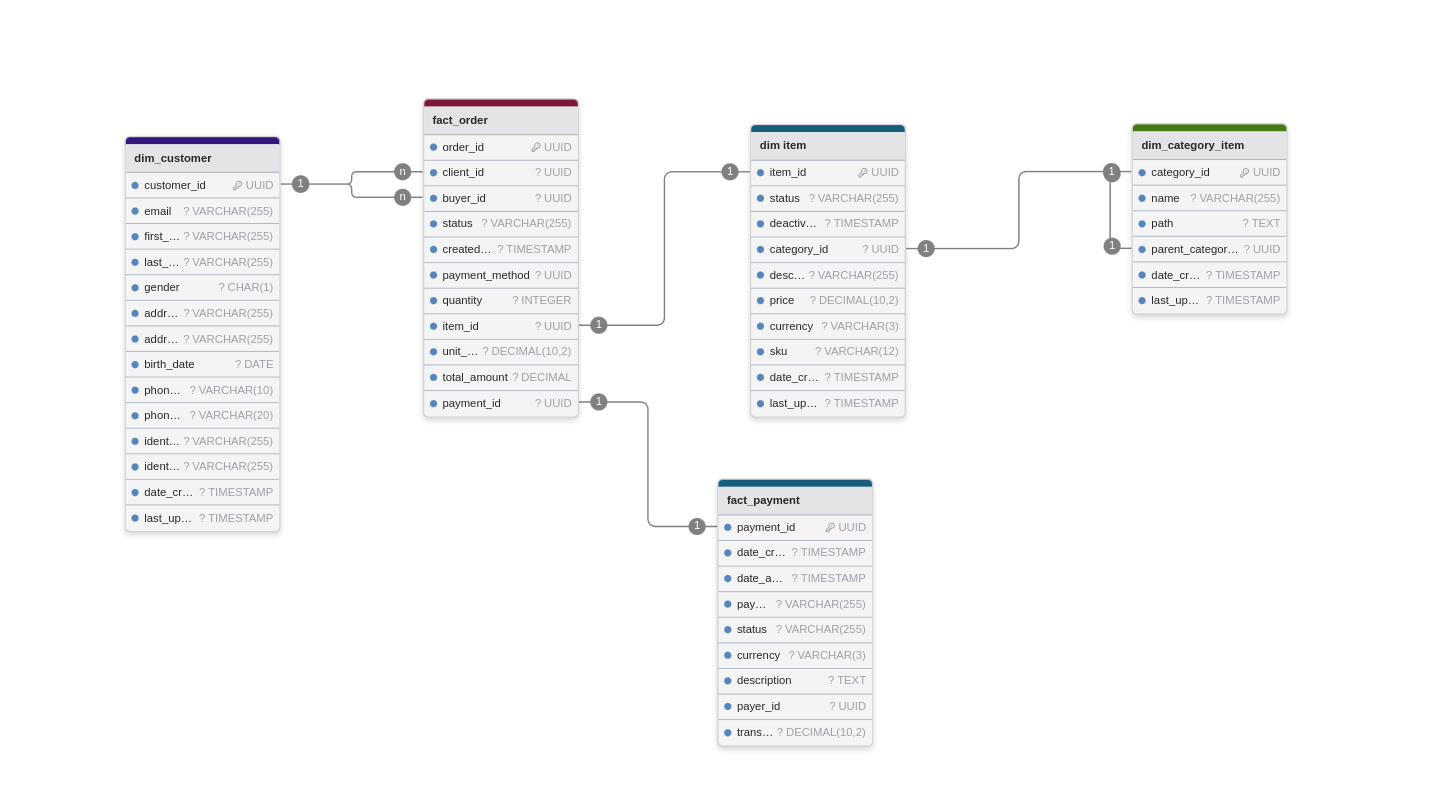 dim_customer
customer_id UUID
email ? VARCHAR(255)
first_... ? VARCHAR(255)
last_... ? VARCHAR(255)
gender ? CHAR(1)
addr... ? VARCHAR(255)
addr... ? VARCHAR(255)
birth_date ? DATE
phon... ? VARCHAR(10)
phon... ? VARCHAR(20)
ident... ? VARCHAR(255)
ident... ? VARCHAR(255)
date_cr... ? TIMESTAMP
last_up... ? TIMESTAMP
1
n
n
fact_order
order_id UUID
client_id ? UUID
buyer_id ? UUID
status ? VARCHAR(255)
created... ? TIMESTAMP
payment_method ? UUID
quantity ? INTEGER
item_id ? UUID
unit_... ? DECIMAL(10,2)
total_amount ? DECIMAL
payment_id ? UUID
1
1
1
1
dim item
item_id UUID
status ? VARCHAR(255)
deactiv... ? TIMESTAMP
category_id ? UUID
desc... ? VARCHAR(255)
price ? DECIMAL(10,2)
currency ? VARCHAR(3)
sku ? VARCHAR(12)
date_cr... ? TIMESTAMP
last_up... ? TIMESTAMP
1
1
1
dim_category_item
category_id UUID
name ? VARCHAR(255)
path ? TEXT
parent_categor... ? UUID
date_cr... ? TIMESTAMP
last_up... ? TIMESTAMP
fact_payment
payment_id UUID
date_cr... ? TIMESTAMP
date_a... ? TIMESTAMP
pay... ? VARCHAR(255)
status ? VARCHAR(255)
currency ? VARCHAR(3)
description ? TEXT
payer_id ? UUID
trans... ? DECIMAL(10,2)